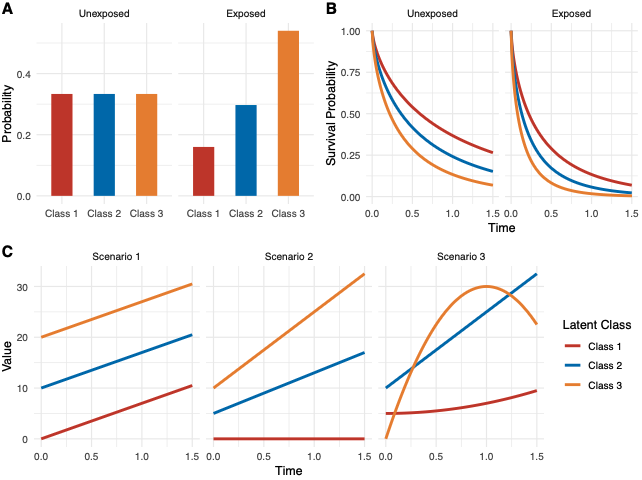 A
Unexposed
Exposed
Probability
0.4
0.2
0.0
Class 1
Class 2
Class 3
Class 1
Class 2
Class 3
B
Unexposed
Exposed
Survival Probability
1.00
0.75
0.50
0.25
0.00
0.0
0.5
1.0
1.5
0.0
0.5
1.0
1.5
Time
C
Scenario 1
Scenario 2
Scenario 3
Value
30
20
10
0
0.0
0.5
1.0
1.5
0.0
0.5
1.0
1.5
0.0
0.5
1.0
1.5
Time
Latent Class
Class 1
Class 2
Class 3